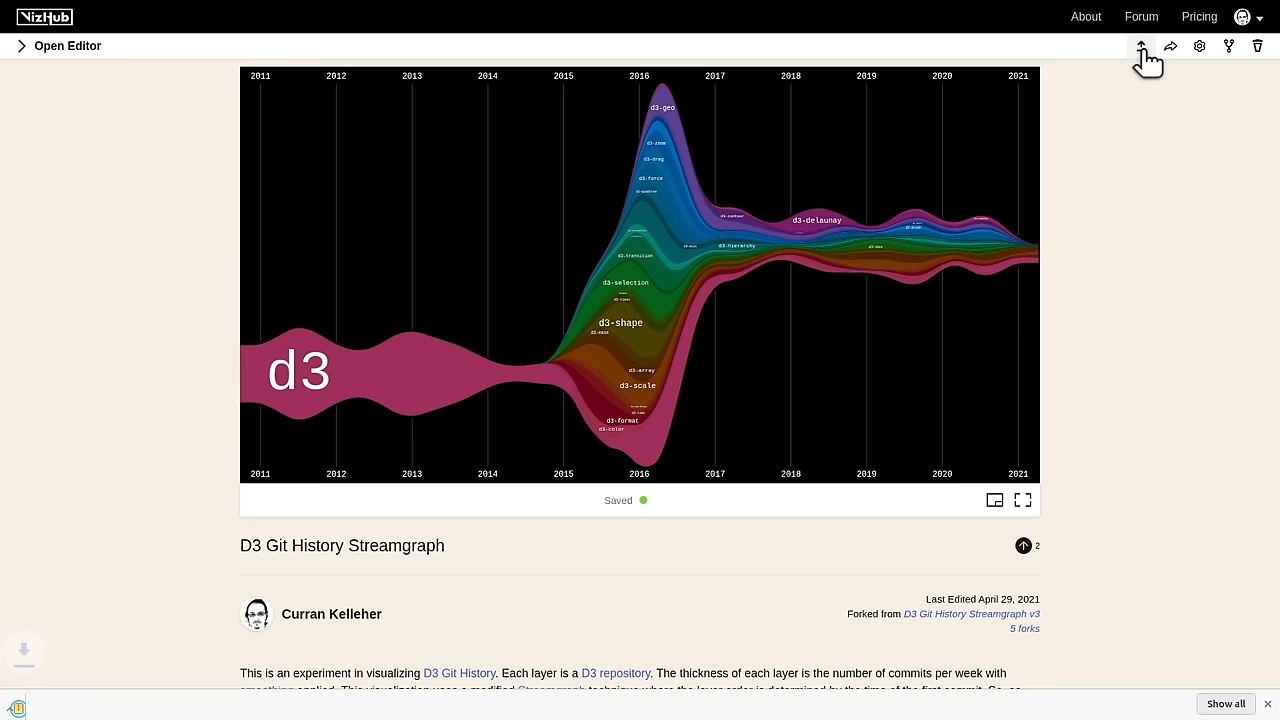 VizHub
About Forum Pricing
Open Editor
2011 2012 2013 2014 2015 2016 2017 2018 2019 2020 2021
d3-geo
d3-zoom
d3-drag
d3-force
d3-quadtree
d3-contour
d3-delaunay
d3-hierarchy
d3-transition
d3-selection
d3-timer
d3-shape
d3-ease
d3
d3-array
d3-scale
d3-time
d3-format
d3-color
2011 2012 2013 2014 2015 2016 2017 2018 2019 2020 2021
Saved
D3 Git History Streamgraph
2
Curran Kelleher
Last Edited April 29, 2021
Forked from D3 Git History Streamgraph v3
5 forks
This is an experiment in visualizing D3 Git History. Each layer is a D3 repository. The thickness of each layer is the number of commits per week with
Show all